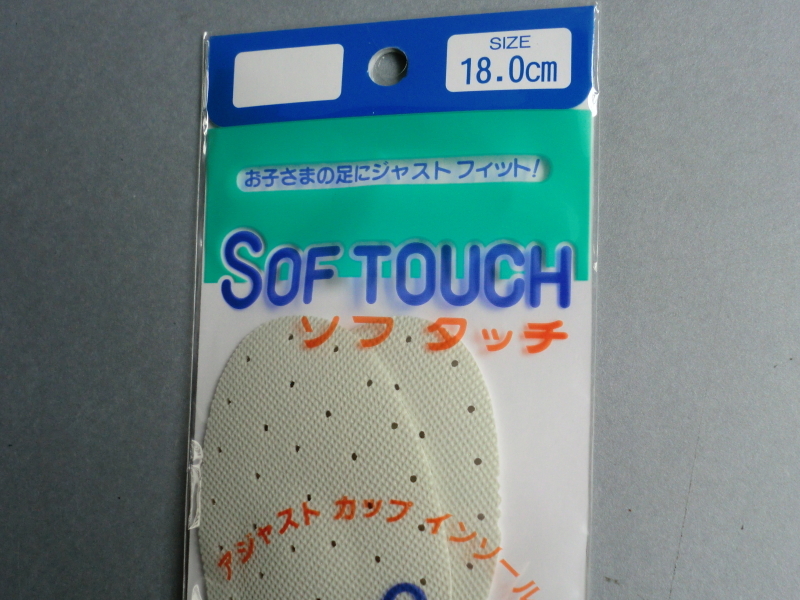 SIZE
18.0cm
お子さまの足にジャスト フィット!
SOF TOUCH
ソフ タッチ
アジャスト カップ インソール